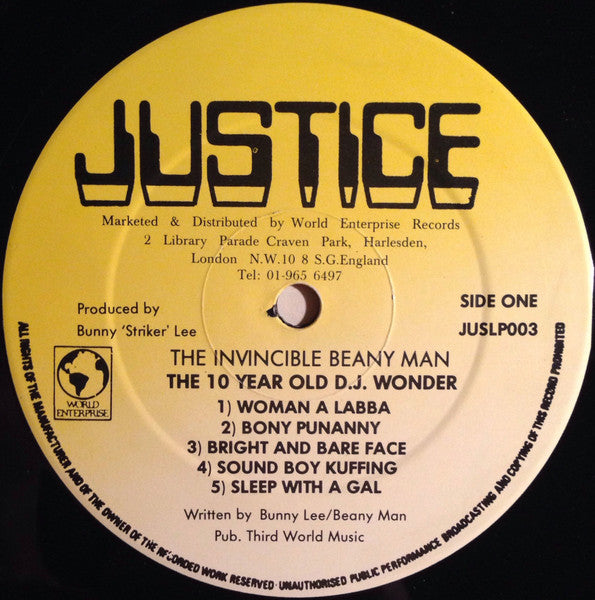 JUSTICE
Marketed & Distributed by World Enterprise Records
2 Library Parade Craven Park, Harlesden,
London N.W.10 8 S.G.England
Tel: 01-965 6497
Produced by
Bunny 'Striker' Lee
SIDE ONE
JUSLP003
WORLD
ENTERPRISE
THE INVINCIBLE BEANY MAN
THE 10 YEAR OLD D.J. WONDER
1) WOMAN A LABBA
2) BONY PUNANNY
3) BRIGHT AND BARE FACE
4) SOUND BOY KUFFING
5) SLEEP WITH A GAL
Written by Bunny Lee/Beany Man
Pub. Third World Music
ALL RIGHTS OF THE MANUFACTURER AND OF THE OWNER OF THE RECORDED WORK RESERVED · UNAUTHORISED PUBLIC PERFORMANCE BROADCASTING AND COPYING OF THIS RECORD PROHIBITED